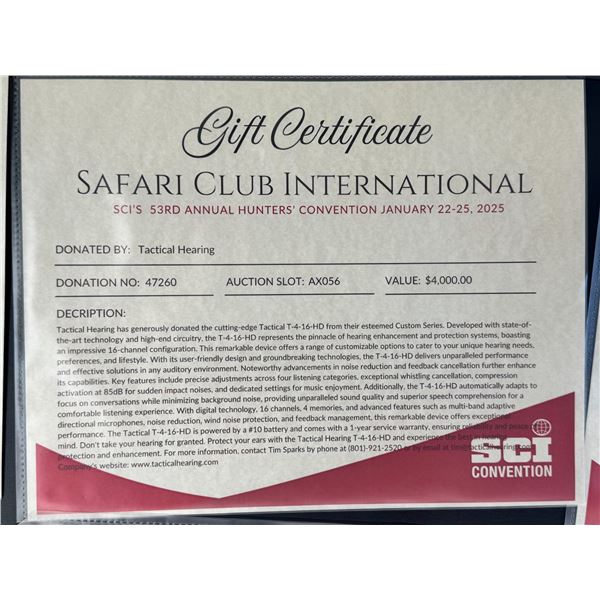 Gift Certificate
SAFARI CLUB INTERNATIONAL
SCI'S 53RD ANNUAL HUNTERS' CONVENTION JANUARY 22-25, 2025
DONATED BY: Tactical Hearing
DONATION NO: 47260 AUCTION SLOT: AX056 VALUE: $4,000.00
DECRIPTION:
Tactical Hearing has generously donated the cutting-edge Tactical T-4-16-HD from their esteemed Custom Series. Developed with state-of-
the-art technology and high-end circuitry, the T-4-16-HD represents the pinnacle of hearing enhancement and protection systems, boasting
an impressive 16-channel configuration. This remarkable device offers a range of customizable options to cater to your unique hearing needs,
preferences, and lifestyle. With its user-friendly design and groundbreaking technologies, the T-4-16-HD delivers unparalleled performance
and effective solutions in any auditory environment. Noteworthy advancements in noise reduction and feedback cancellation further enhance
its capabilities. Key features include precise adjustments across four listening categories, exceptional whistling cancellation, compression
activation at 85dB for sudden impact noises, and dedicated settings for music enjoyment. Additionally, the T-4-16-HD automatically adapts to
focus on conversations while minimizing background noise, providing unparalleled sound quality and superior speech comprehension for a
comfortable listening experience. With digital technology, 16 channels, 4 memories, and advanced features such as multi-band adaptive
directional microphones, noise reduction, wind noise protection, and feedback management, this remarkable device offers exceptional
performance. The Tactical T-4-16-HD is powered by a #10 battery and comes with a 1-year service warranty, ensuring reliability and peace
mind. Don't take your hearing for granted. Protect your ears with the Tactical Hearing T-4-16-HD and experience the best in hearing
protection and enhancement. For more information, contact Tim Sparks by phone at (801)-921-2520 or by email at
Company's website: www.tacticalhearing.com
SCI
CONVENTION